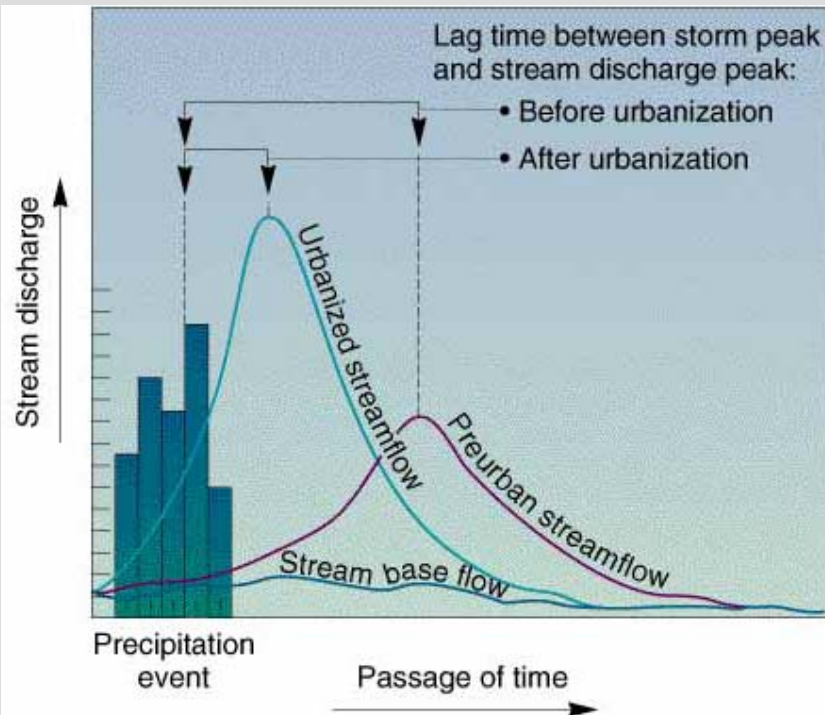 Lag time between storm peak
and stream discharge peak:
• Before urbanization
• After urbanization
Stream discharge
Urbanized streamflow
Preurban streamflow
Stream base flow
Precipitation
event
Passage of time